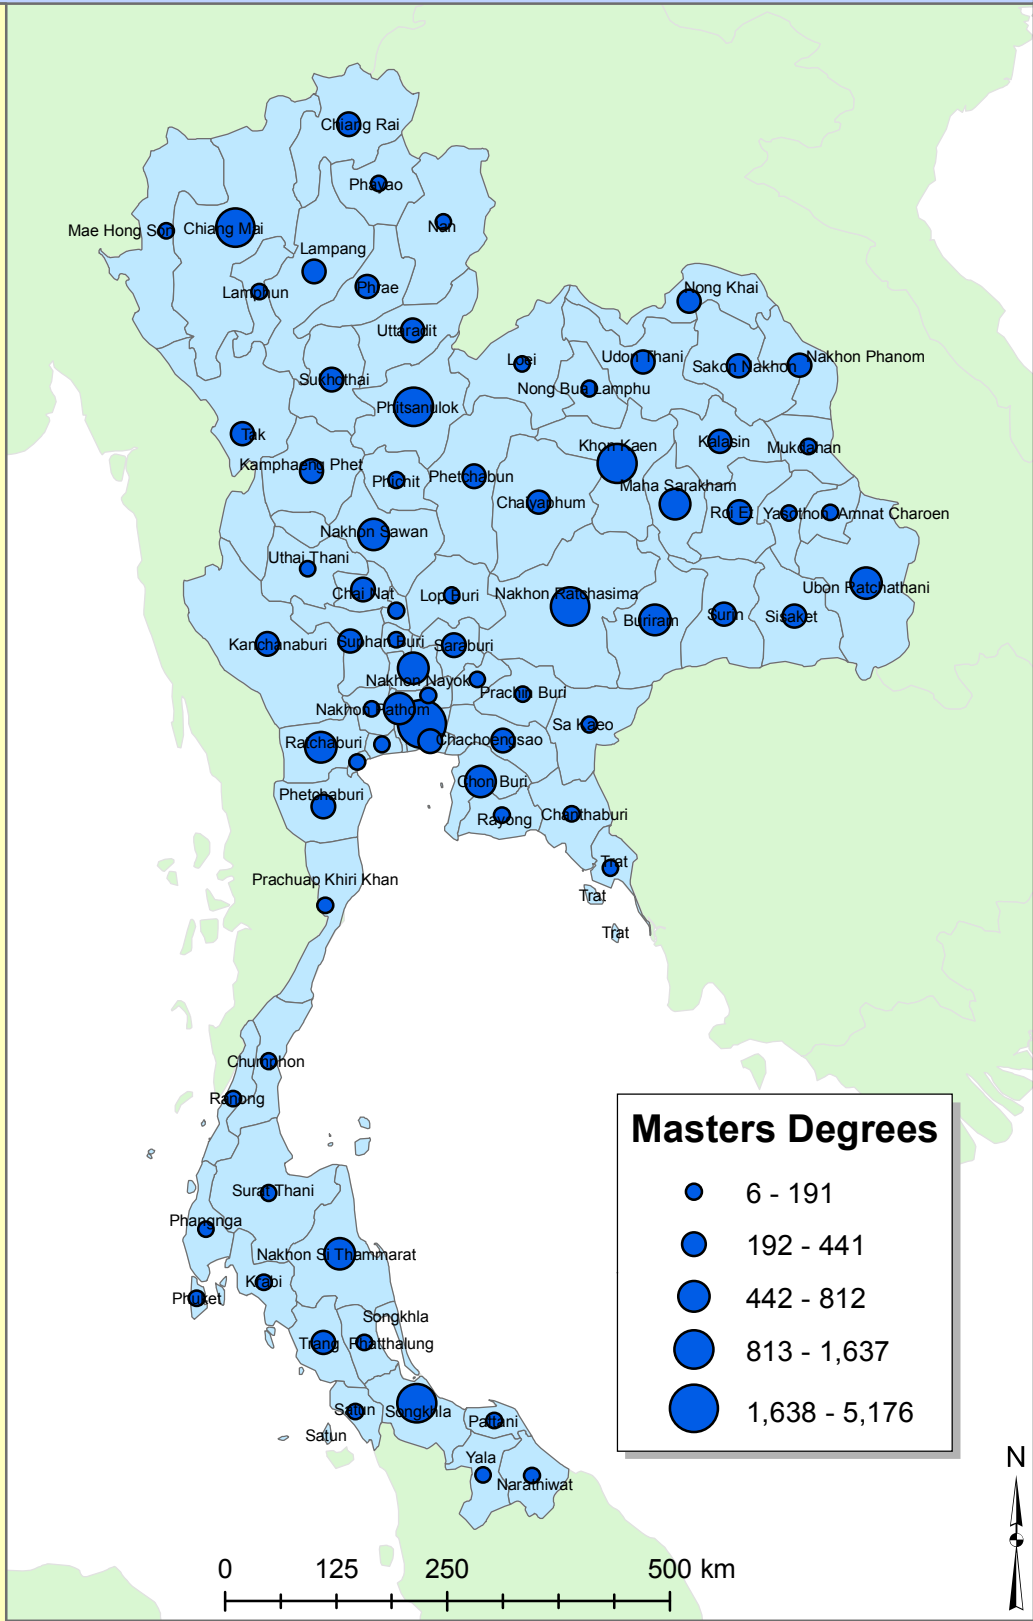 Chiang Rai
Phayao
Nan
Mae Hong Son
Chiang Mai
Lampang
Lamphun
Phrae
Nong Khai
Uttaradit
Loei
Udon Thani
Sakon Nakhon
Nakhon Phanom
Sukhothai
Nong Bua Lamphu
Phitsanulok
Tak
Khon Kaen
Kalasin
Mukdahan
Kamphaeng Phet
Phichit
Phetchabun
Maha Sarakham
Chaiyaphum
Roi Et
Yasothon
Amnat Charoen
Nakhon Sawan
Uthai Thani
Chai Nat
Lop Buri
Nakhon Ratchasima
Ubon Ratchathani
Buriram
Surin
Sisaket
Kanchanaburi
Suphan Buri
Saraburi
Nakhon Nayok
Prachin Buri
Nakhon Pathom
Sa Kaeo
Ratchaburi
Chachoengsao
Chon Buri
Phetchaburi
Rayong
Chanthaburi
Trat
Prachuap Khiri Khan
Trat
Trat
Chumphon
Ranong
Surat Thani
Phangnga
Nakhon Si Thammarat
Krabi
Phuket
Songkhla
Trang
Phatthalung
Satun
Songkhla
Pattani
Satun
Yala
Narathiwat
Masters Degrees
6 - 191
192 - 441
442 - 812
813 - 1,637
1,638 - 5,176
N
0 125 250 500 km